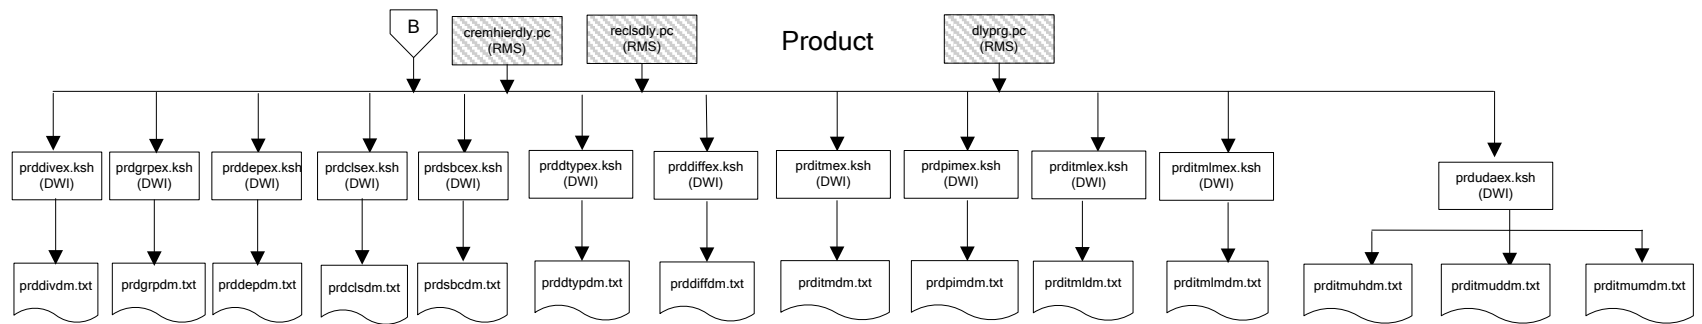 B
cremhierdly.pc
(RMS)
reclsdly.pc
(RMS)
Product
dlyprg.pc
(RMS)
prddivex.ksh
(DWI)
prdgrpex.ksh
(DWI)
prddepex.ksh
(DWI)
prdclsex.ksh
(DWI)
prdsbcex.ksh
(DWI)
prddtypex.ksh
(DWI)
prddiffex.ksh
(DWI)
prditmex.ksh
(DWI)
prdpimex.ksh
(DWI)
prditmlex.ksh
(DWI)
prditmlmex.ksh
(DWI)
prdudaex.ksh
(DWI)
prddivdm.txt
prdgrpdm.txt
prddepdm.txt
prdclsdm.txt
prdsbcdm.txt
prddtypdm.txt
prddiffdm.txt
prditmdm.txt
prdpimdm.txt
prditmldm.txt
prditmlmdm.txt
prditmuhdm.txt
prditmuddm.txt
prditmumdm.txt